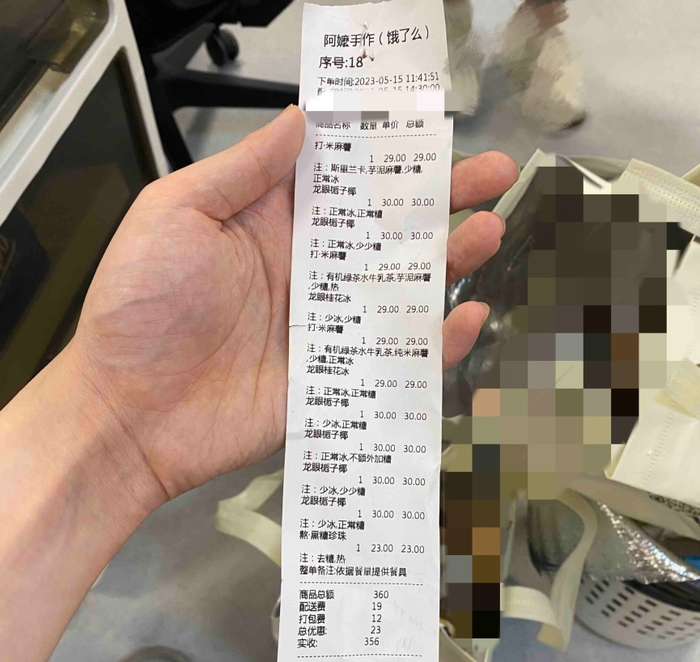 阿嬷手作（饿了么）
序号:18
下单时间:2023-05-15 11:41:51
商品名称 数量 单价 总额
打·米麻薯
1 29.00 29.00
注：斯里兰卡,芋泥麻薯,少糖,
正常冰
龙眼栀子椰
1 30.00 30.00
注：正常冰,正常糖
龙眼栀子椰
1 30.00 30.00
注：正常冰,少少糖
打·米麻薯
1 29.00 29.00
注：有机绿茶水牛乳茶,芋泥麻薯
,少糖,热
龙眼桂花冰
1 29.00 29.00
注：少冰,少糖
打·米麻薯
1 29.00 29.00
注：有机绿茶水牛乳茶,纯米麻薯
,少糖,正常冰
龙眼桂花冰
1 29.00 29.00
注：正常冰,正常糖
龙眼栀子椰
1 30.00 30.00
注：少冰,正常糖
龙眼栀子椰
1 30.00 30.00
注：正常冰,不额外加糖
龙眼栀子椰
1 30.00 30.00
注：少冰,少少糖
龙眼栀子椰
1 30.00 30.00
注：少冰,正常糖
熬·黑糖珍珠
1 23.00 23.00
注：去糖,热
整单备注:依据餐量提供餐具
商品总额 360
配送费 19
打包费 12
总优惠: 23
实收: 356